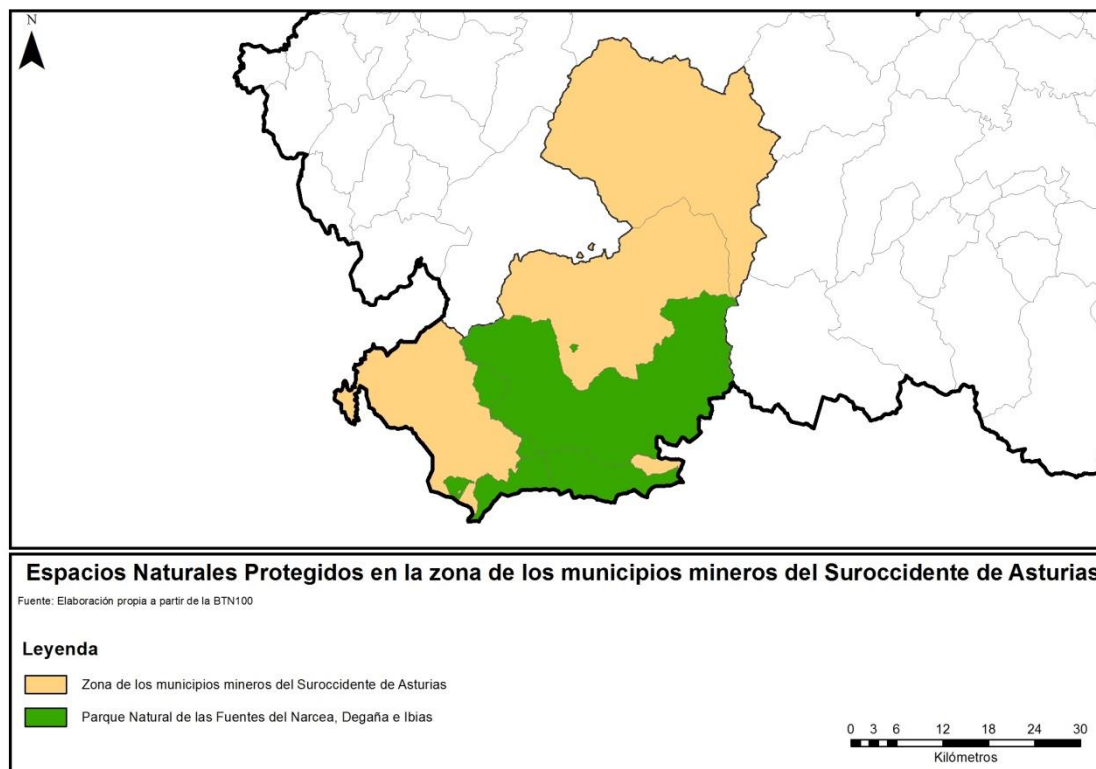 N
Espacios Naturales Protegidos en la zona de los municipios mineros del Suroccidente de Asturias
Fuente: Elaboración propia a partir de la BTN100
Leyenda
Zona de los municipios mineros del Suroccidente de Asturias
Parque Natural de las Fuentes del Narcea, Degaña e Ibias
0 3 6 12 18 24 30
Kilómetros